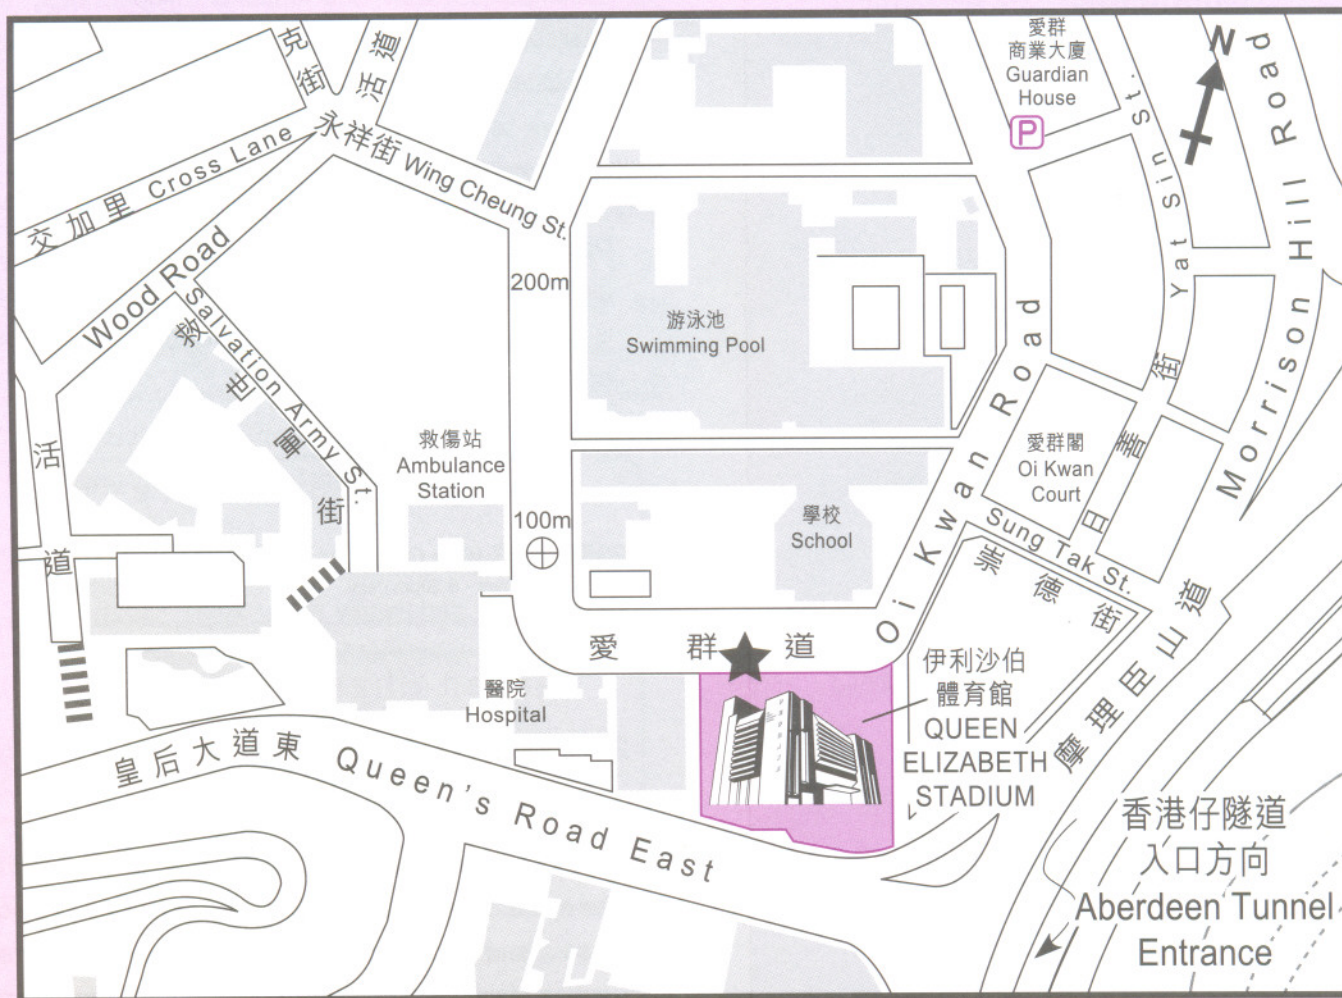 克街
活道
愛群
商業大廈
Guardian
House
P
N
永祥街 Wing Cheung St.
交加里 Cross Lane
Wood Road
活道
200m
游泳池
Swimming Pool
Yat Sin St.
日善街
Morrison Hill Road
摩理臣山道
Salvation Army St.
救世軍街
救傷站
Ambulance
Station
100m
學校
School
愛群閣
Oi Kwan
Court
Oi Kwan Road
愛群道
Sung Tak St.
崇德街
醫院
Hospital
伊利沙伯
體育館
QUEEN
ELIZABETH
STADIUM
皇后大道東 Queen's Road East
香港仔隧道
入口方向
Aberdeen Tunnel
Entrance